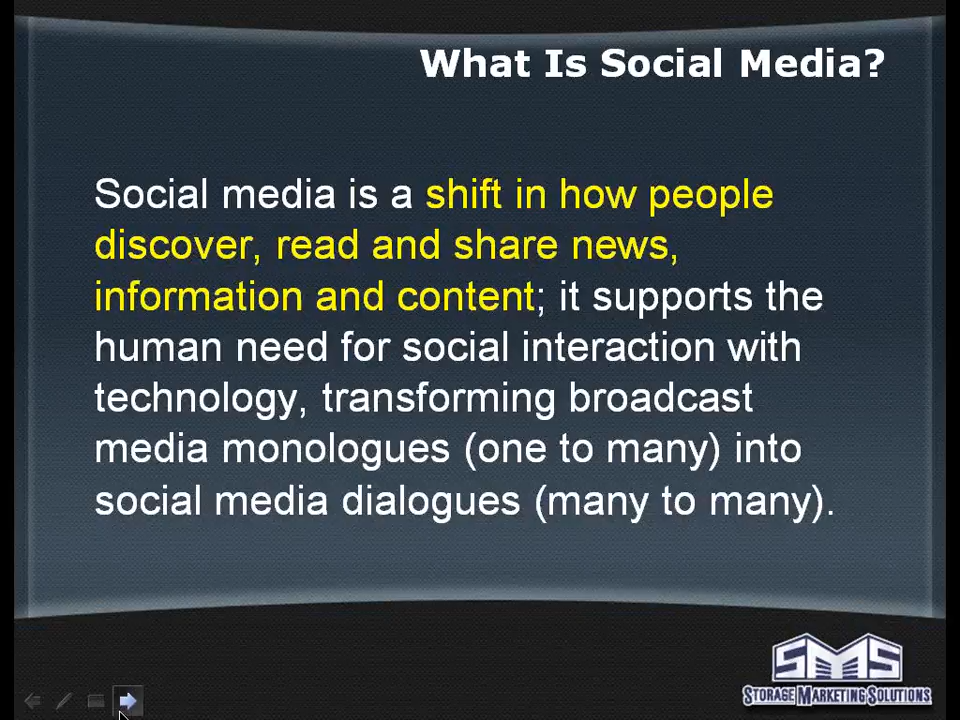 What Is Social Media?
Social media is a shift in how people
discover, read and share news,
information and content; it supports the
human need for social interaction with
technology, transforming broadcast
media monologues (one to many) into
social media dialogues (many to many).
SMS
STORAGE MARKETING SOLUTIONS